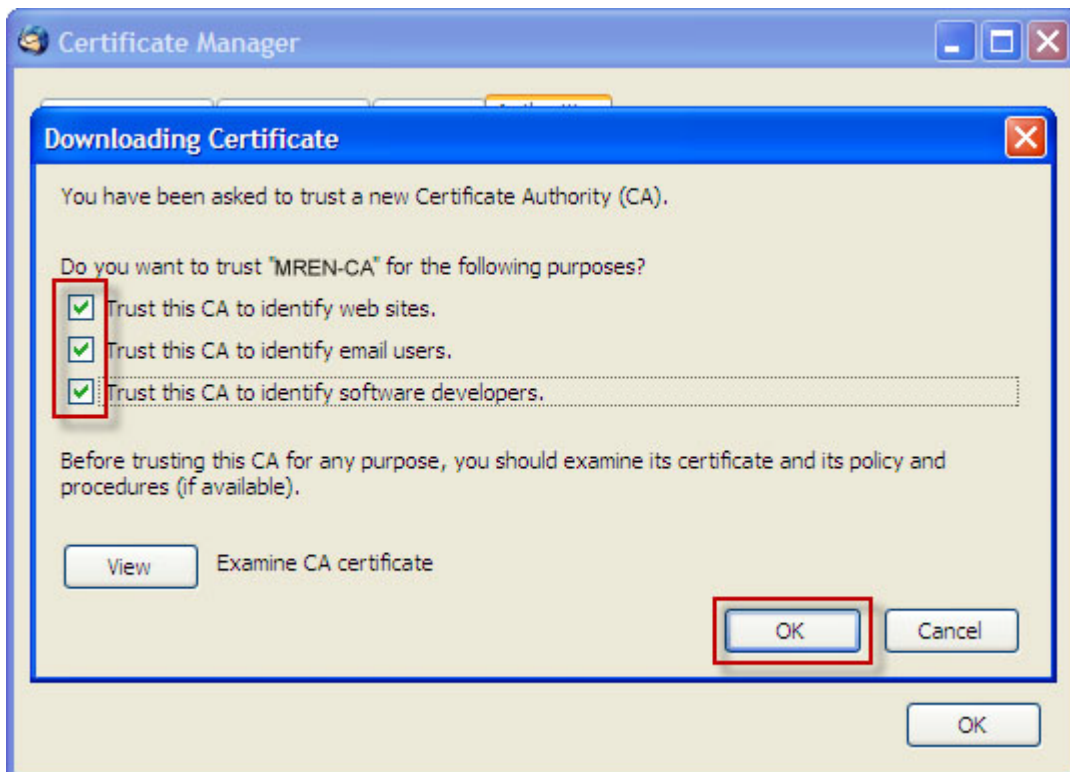 Certificate Manager
Downloading Certificate
You have been asked to trust a new Certificate Authority (CA).
Do you want to trust "MREN-CA" for the following purposes?
Trust this CA to identify web sites.
Trust this CA to identify email users.
Trust this CA to identify software developers.
Before trusting this CA for any purpose, you should examine its certificate and its policy and
procedures (if available).
View Examine CA certificate
OK Cancel
OK